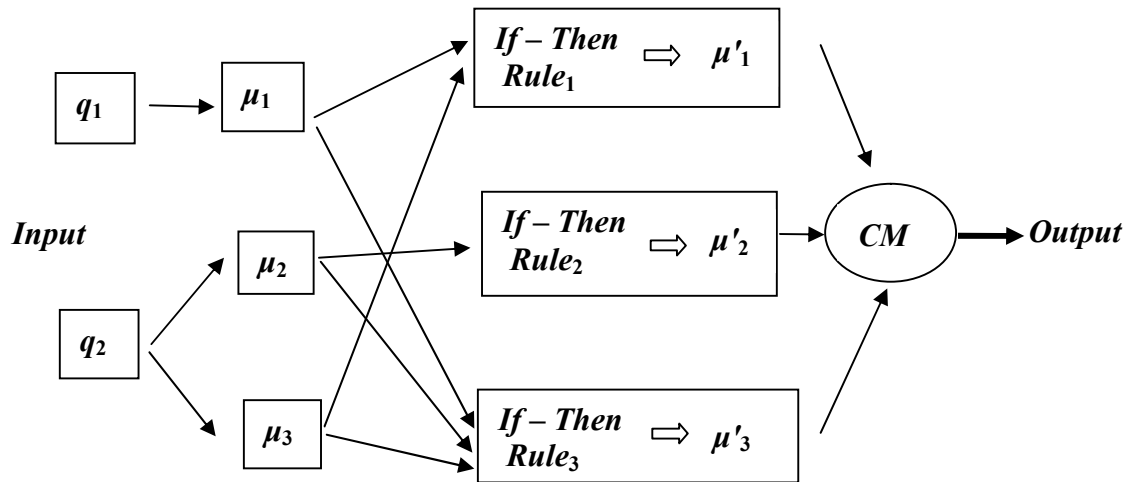 If – Then
Rule₁ ⇨ μ'₁
q₁
μ₁
Input
If – Then
Rule₂ ⇨ μ'₂
CM
Output
μ₂
q₂
μ₃
If – Then
Rule₃ ⇨ μ'₃